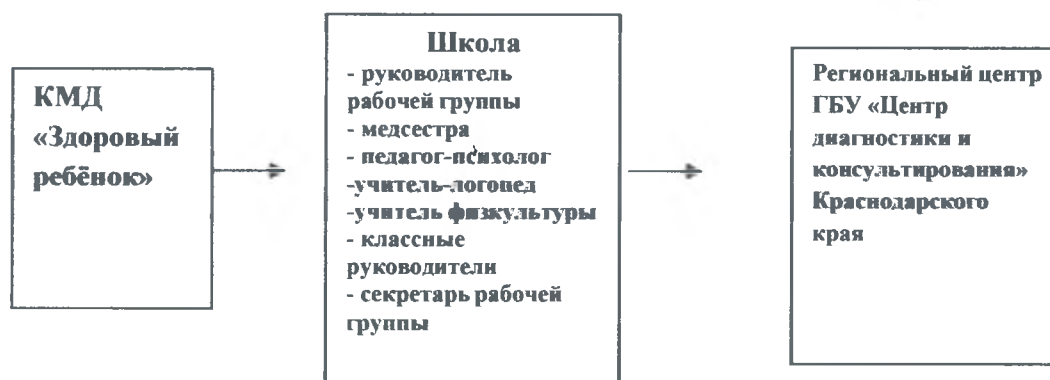 КМД
«Здоровый
ребёнок»
Школа
- руководитель
рабочей группы
- медсестра
- педагог-психолог
-учитель-логопед
-учитель физкультуры
- классные
руководители
- секретарь рабочей
группы
Региональный центр
ГБУ «Центр
диагностики и
консультирования»
Краснодарского
края